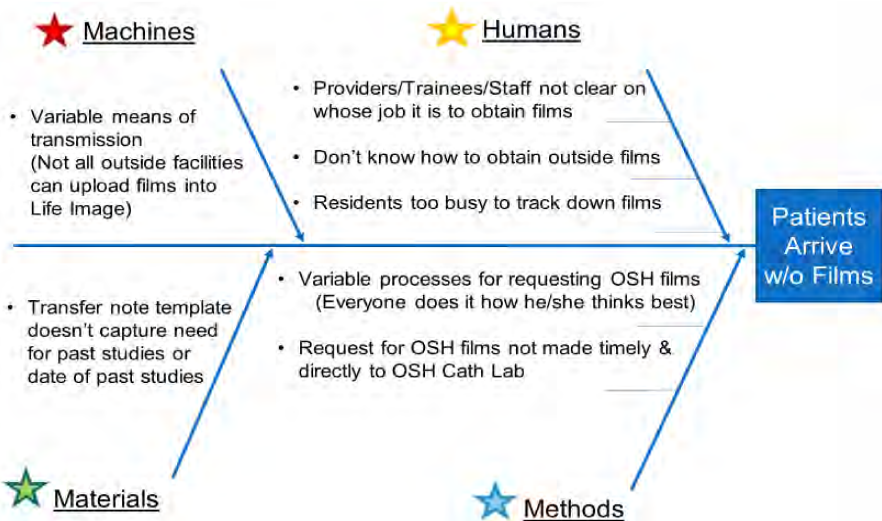 Machines
Humans
• Variable means of
transmission
(Not all outside facilities
can upload films into
Life Image)
• Providers/Trainees/Staff not clear on
whose job it is to obtain films
• Don't know how to obtain outside films
• Residents too busy to track down films
Patients
Arrive
w/o Films
• Transfer note template
doesn't capture need
for past studies or
date of past studies
• Variable processes for requesting OSH films
(Everyone does it how he/she thinks best)
• Request for OSH films not made timely &
directly to OSH Cath Lab
Materials
Methods